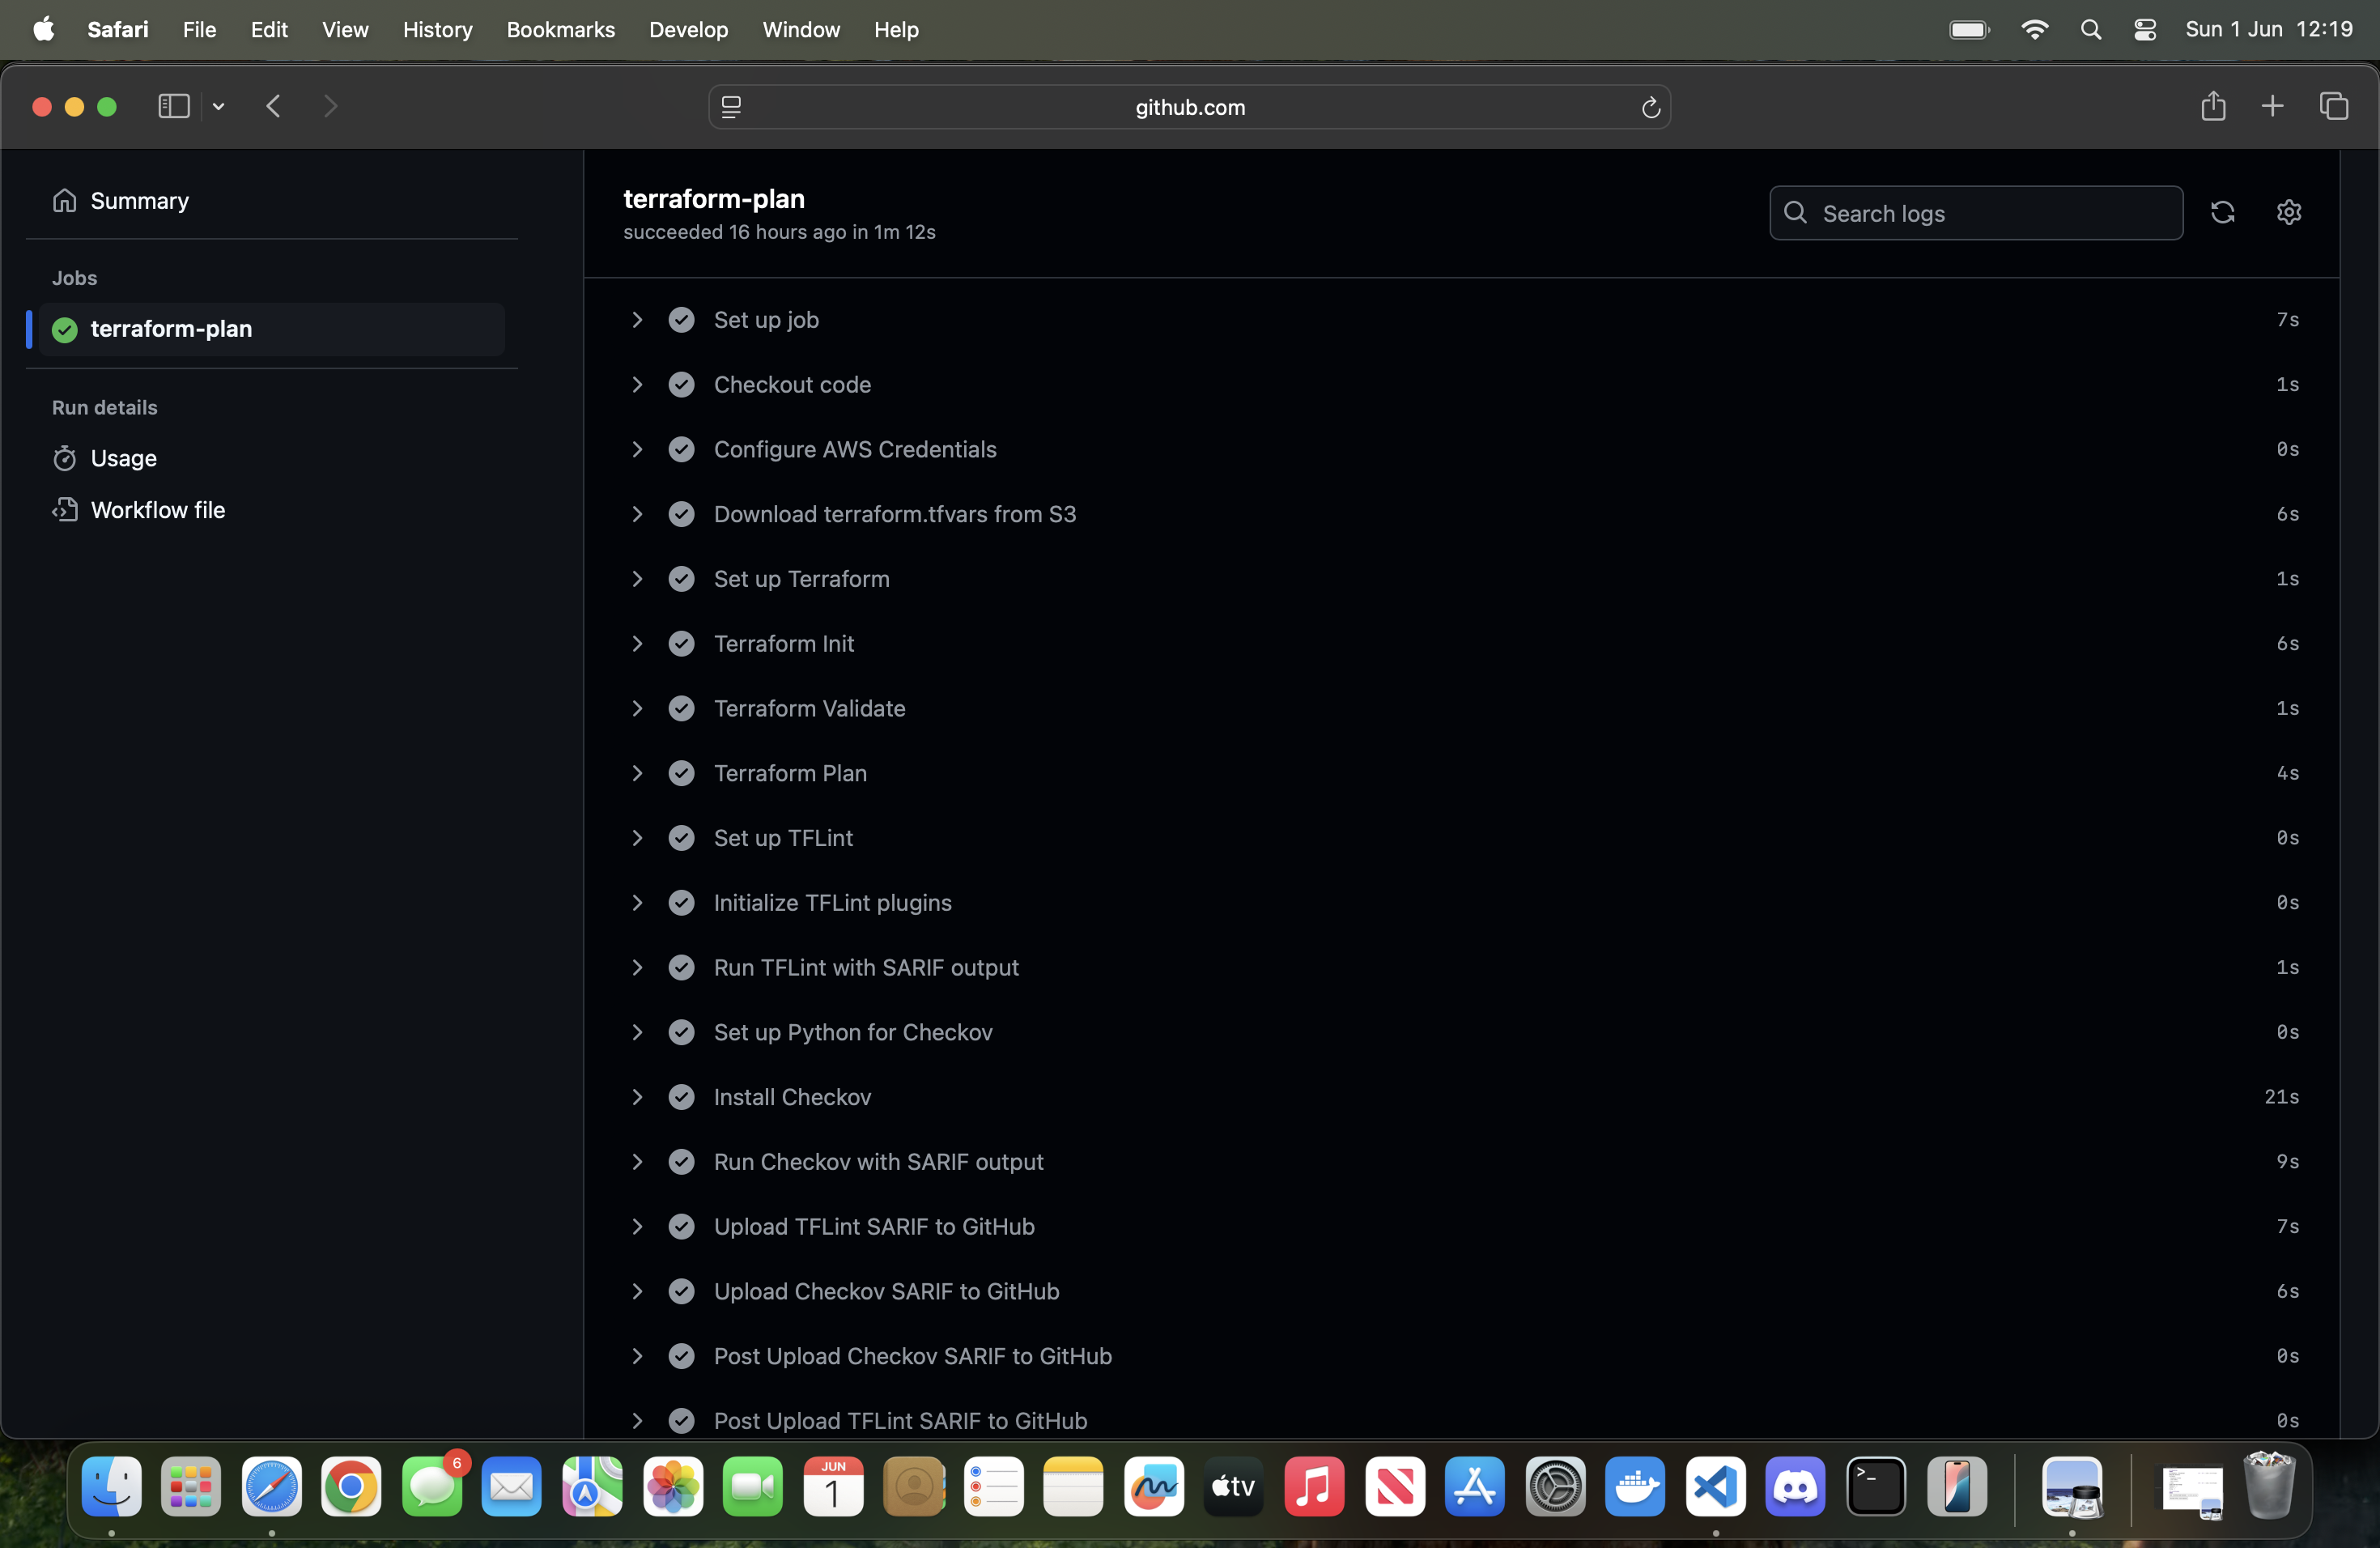 Safari File Edit View History Bookmarks Develop Window Help Sun 1 Jun 12:19
github.com
Summary
Jobs
terraform-plan
Run details
Usage
Workflow file
terraform-plan
succeeded 16 hours ago in 1m 12s
Search logs
Set up job 7s
Checkout code 1s
Configure AWS Credentials 0s
Download terraform.tfvars from S3 6s
Set up Terraform 1s
Terraform Init 6s
Terraform Validate 1s
Terraform Plan 4s
Set up TFLint 0s
Initialize TFLint plugins 0s
Run TFLint with SARIF output 1s
Set up Python for Checkov 0s
Install Checkov 21s
Run Checkov with SARIF output 9s
Upload TFLint SARIF to GitHub 7s
Upload Checkov SARIF to GitHub 6s
Post Upload Checkov SARIF to GitHub 0s
Post Upload TFLint SARIF to GitHub 0s
6
JUN
1
tv
>_